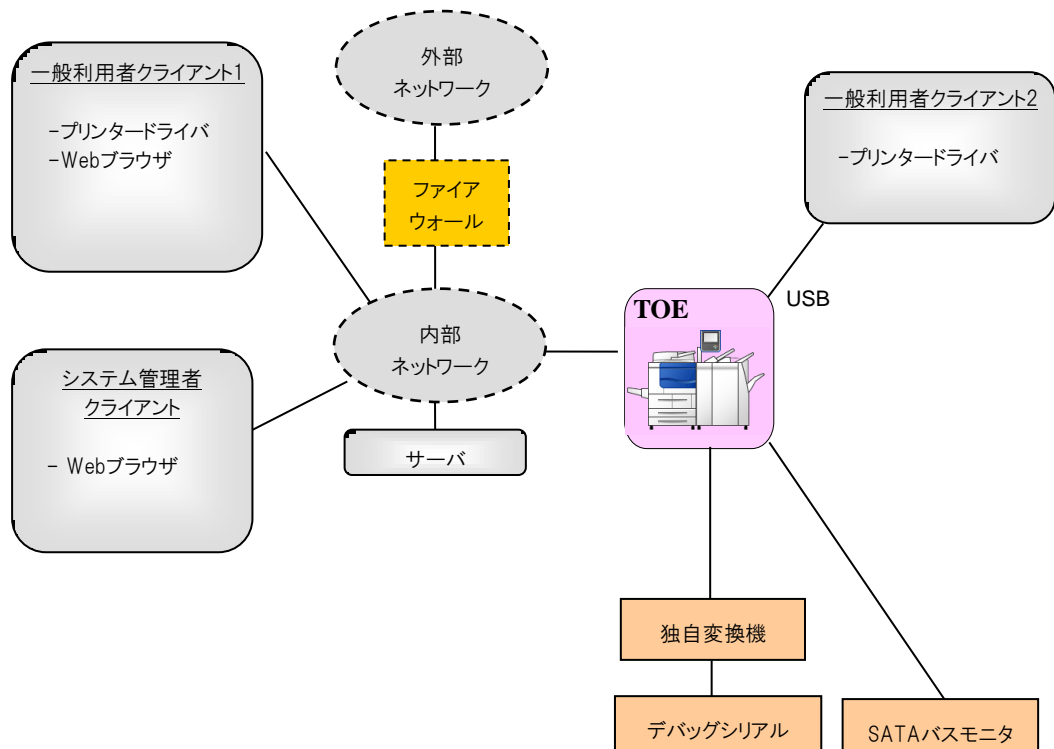 一般利用者クライアント1
-プリンタードライバ
-Webブラウザ
外部
ネットワーク
ファイア
ウォール
一般利用者クライアント2
-プリンタードライバ
USB
TOE
内部
ネットワーク
システム管理者
クライアント
- Webブラウザ
サーバ
独自変換機
デバッグシリアル
SATAバスモニタ